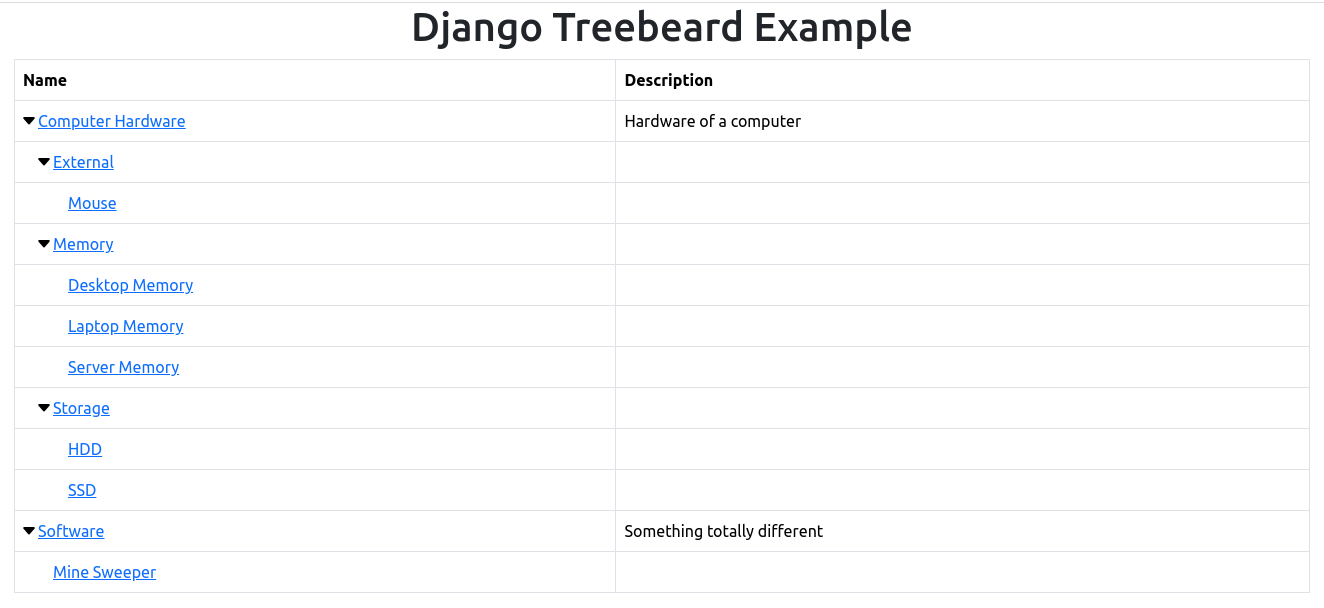 Django Treebeard Example
Name Description
Computer Hardware Hardware of a computer
External
Mouse
Memory
Desktop Memory
Laptop Memory
Server Memory
Storage
HDD
SSD
Software Something totally different
Mine Sweeper